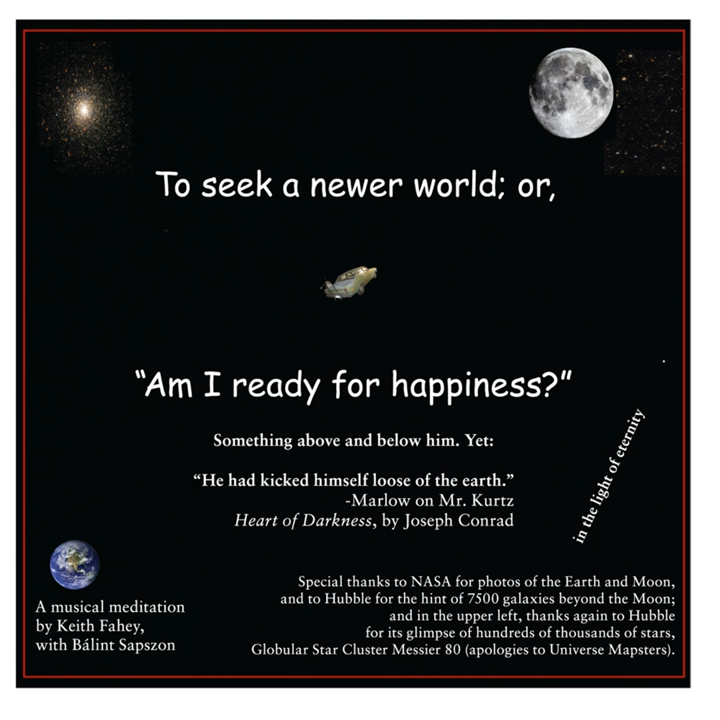 To seek a newer world; or,
“Am I ready for happiness?”
Something above and below him. Yet:
“He had kicked himself loose of the earth.”
-Marlow on Mr. Kurtz
Heart of Darkness, by Joseph Conrad
in the light of eternity
A musical meditation
by Keith Fahey,
with Bálint Sapszon
Special thanks to NASA for photos of the Earth and Moon,
and to Hubble for the hint of 7500 galaxies beyond the Moon;
and in the upper left, thanks again to Hubble
for its glimpse of hundreds of thousands of stars,
Globular Star Cluster Messier 80 (apologies to Universe Mapsters).